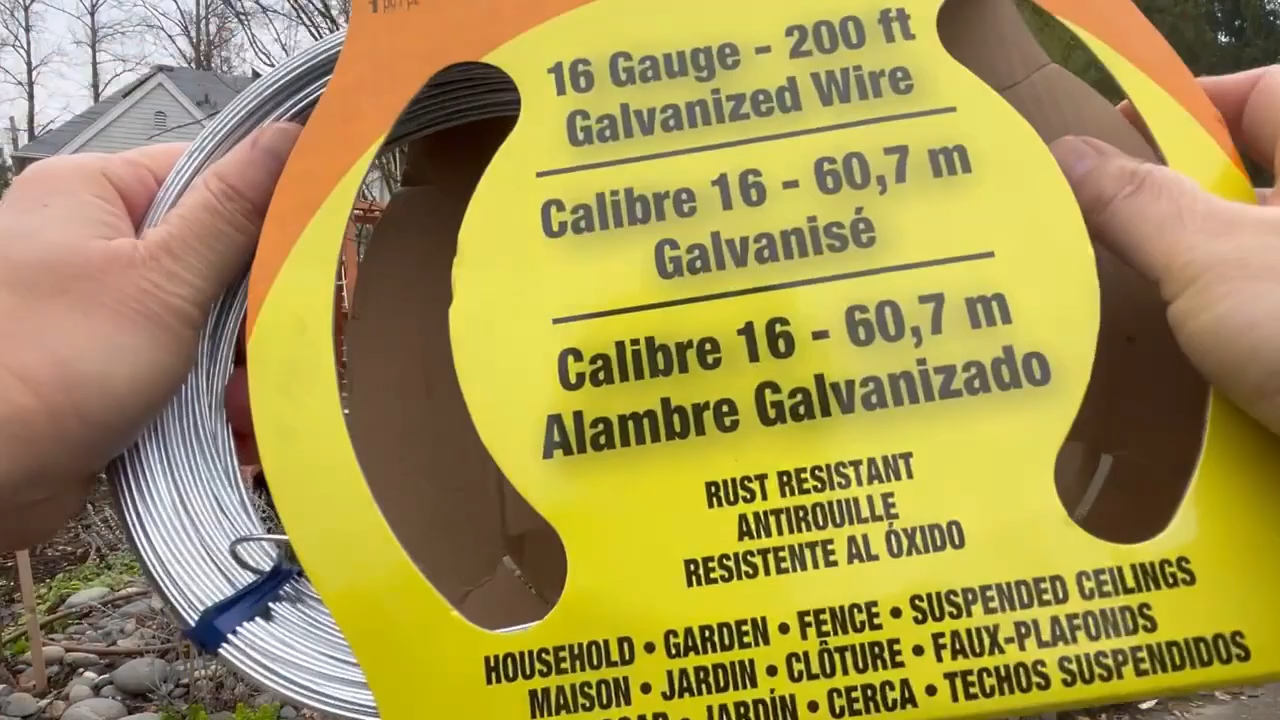 16 Gauge - 200 ft
Galvanized Wire
Calibre 16 - 60,7 m
Galvanisé
Calibre 16 - 60,7 m
Alambre Galvanizado
RUST RESISTANT
ANTIROUILLE
RESISTENTE AL ÓXIDO
HOUSEHOLD • GARDEN • FENCE • SUSPENDED CEILINGS
MAISON • JARDIN • CLÔTURE • FAUX-PLAFONDS
JARDÍN • CERCA • TECHOS SUSPENDIDOS